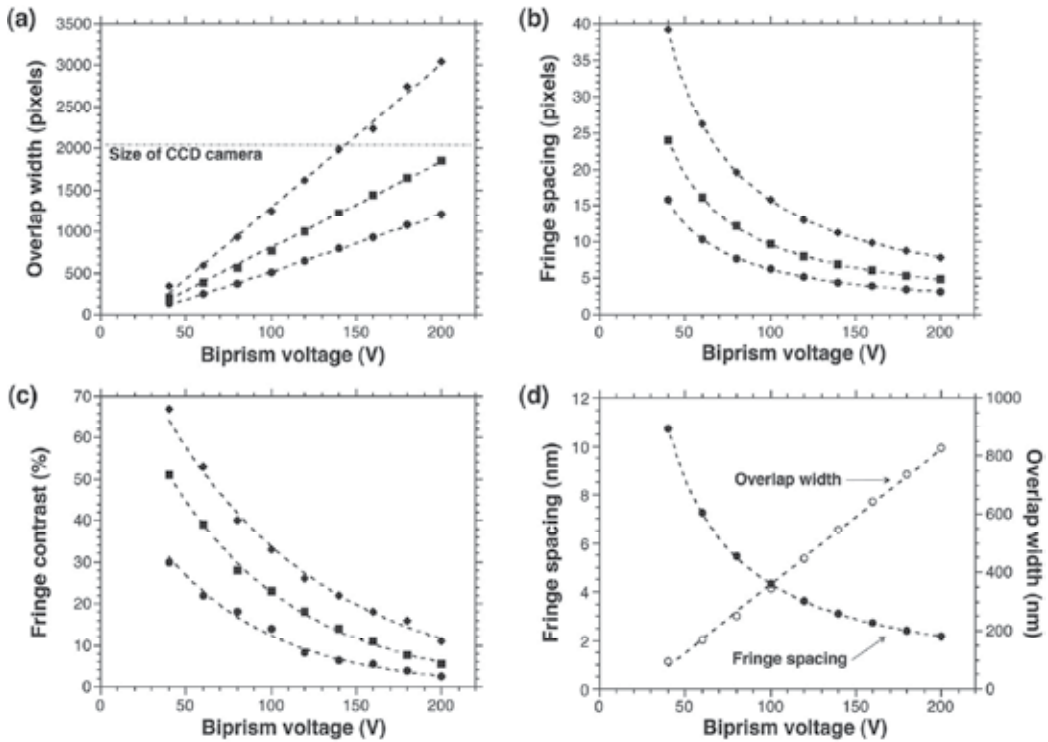 (a)
3500
3000
2500
2000
1500
1000
500
0
Overlap width (pixels)
Size of CCD camera
0 50 100 150 200
Biprism voltage (V)
(b)
40
35
30
25
20
15
10
5
0
Fringe spacing (pixels)
0 50 100 150 200
Biprism voltage (V)
(c)
70
60
50
40
30
20
10
0
Fringe contrast (%)
0 50 100 150 200
Biprism voltage (V)
(d)
12
10
8
6
4
2
0
Fringe spacing (nm)
Overlap width
Fringe spacing
1000
800
600
400
200
0
Overlap width (nm)
0 50 100 150 200
Biprism voltage (V)